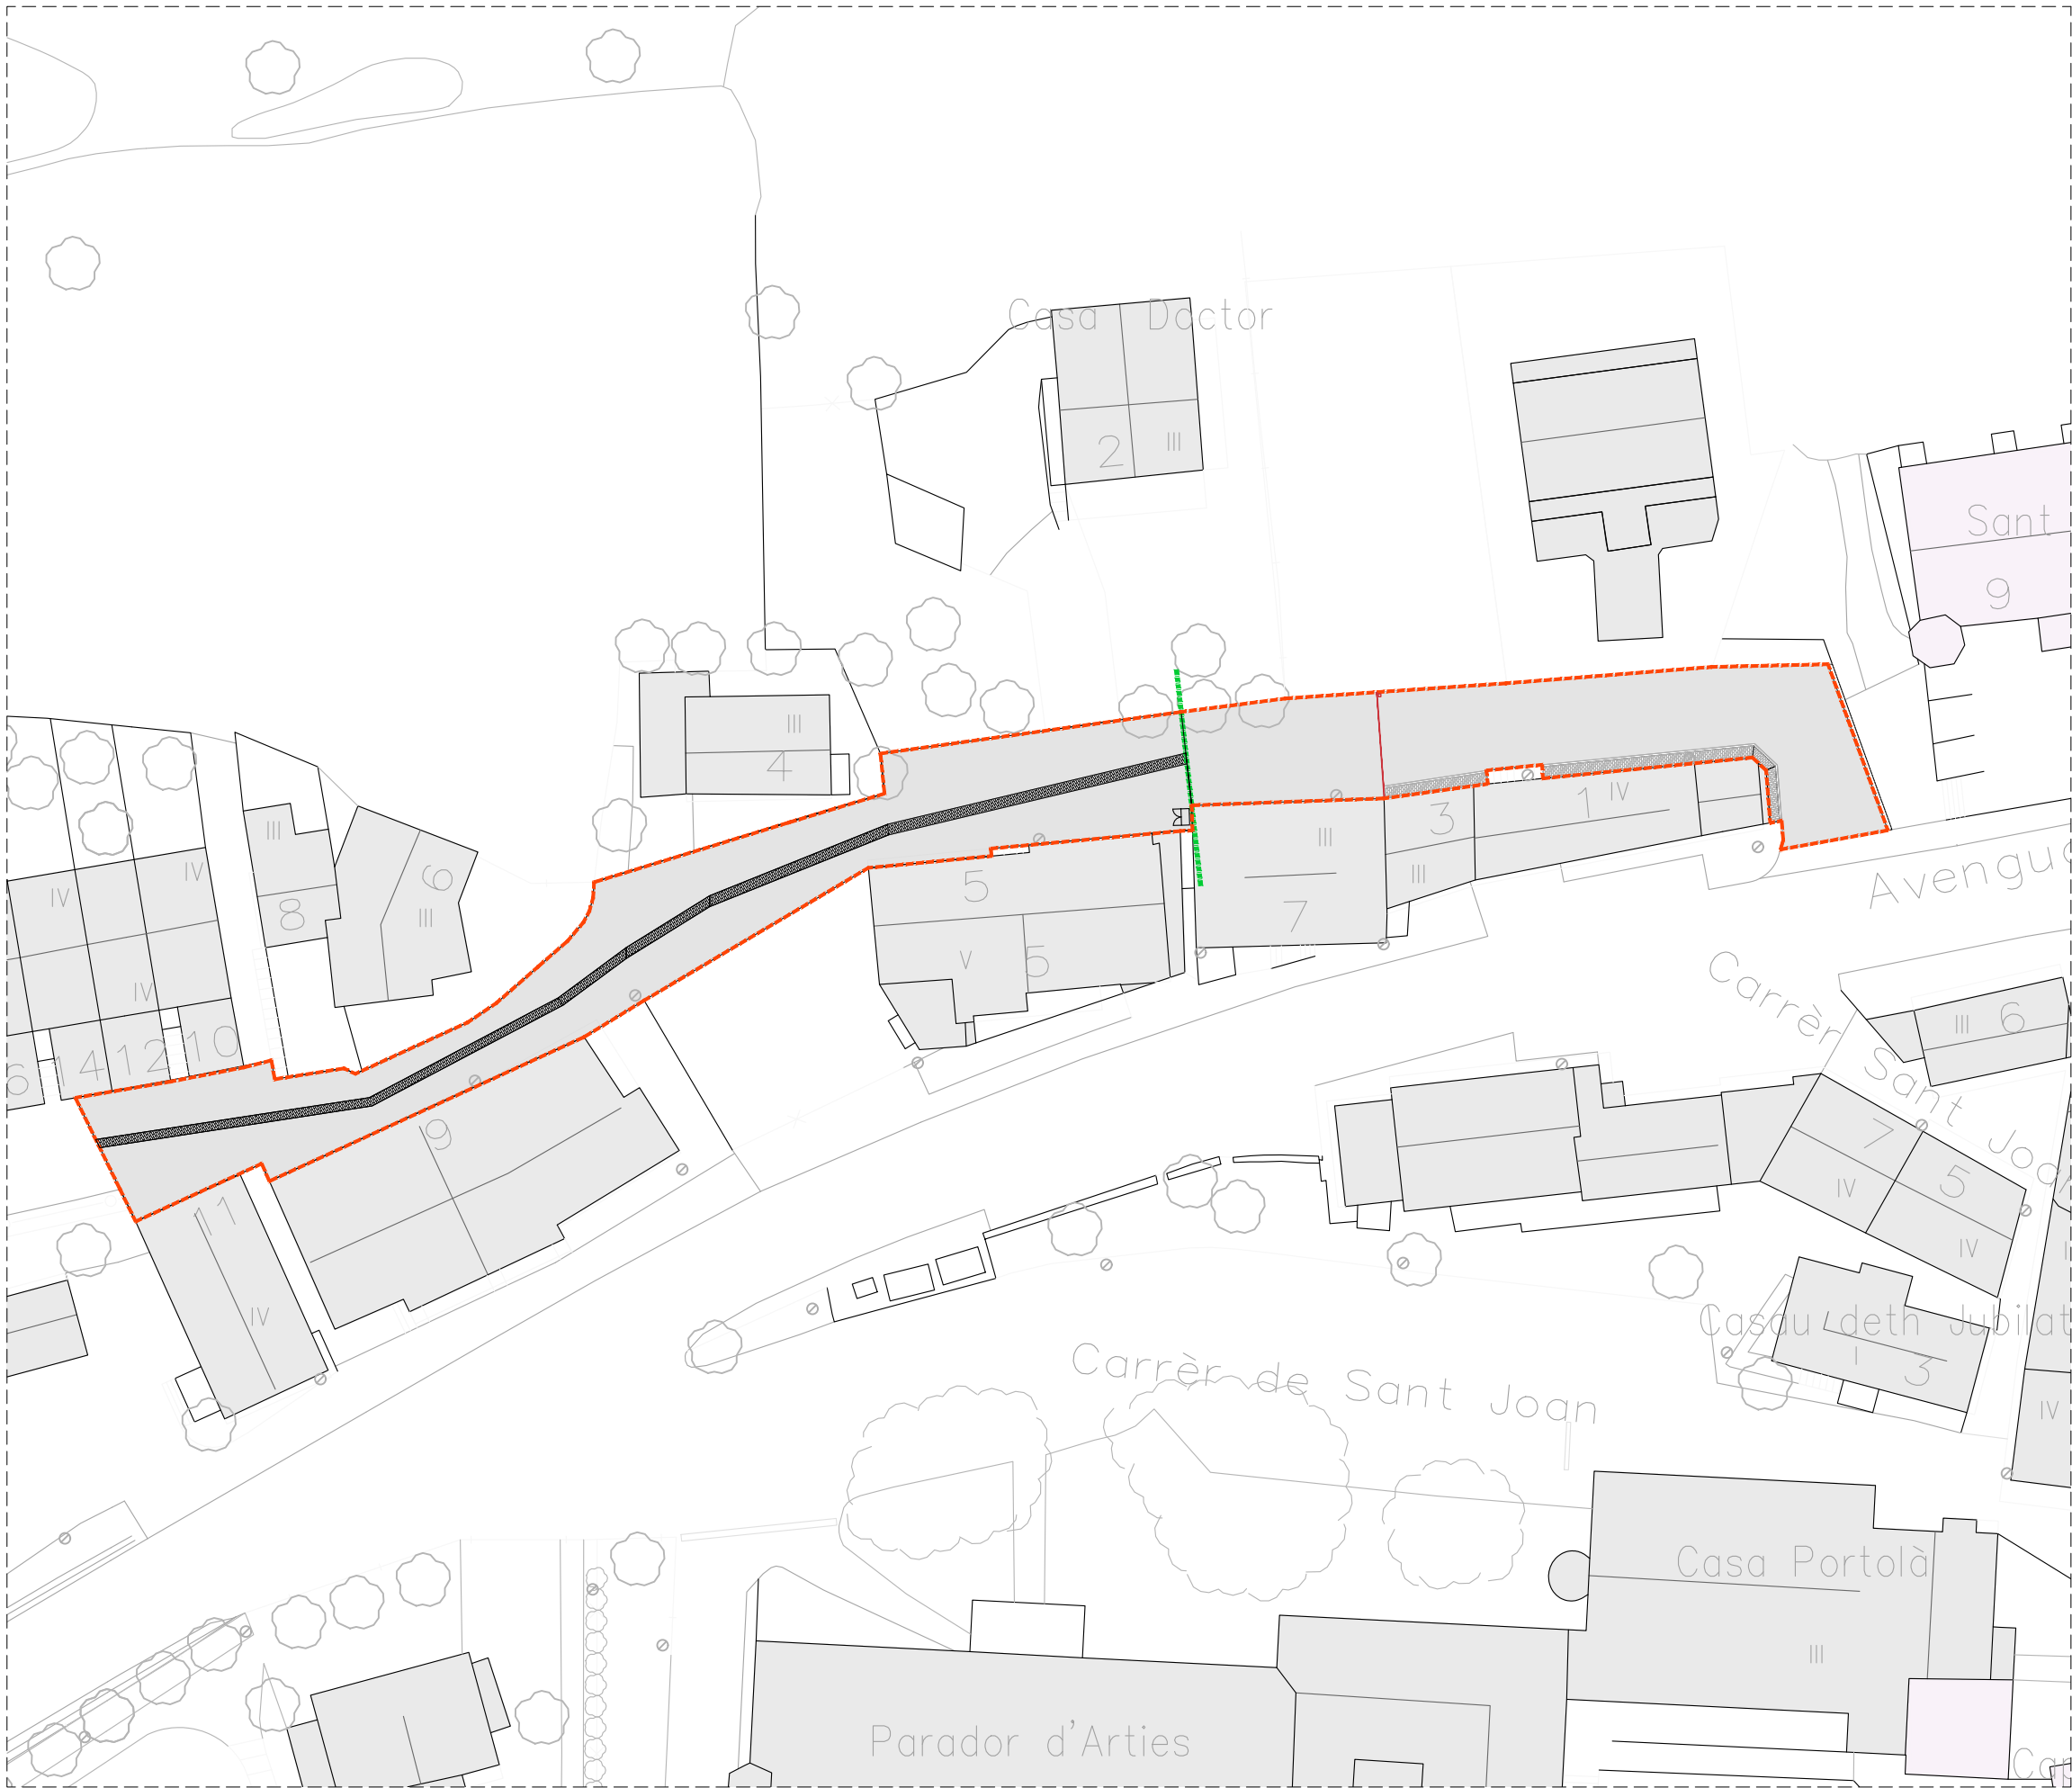 Casa Doctor
2
III
Sant
9
III
4
III
IV
IV
8
6
III
IV
14
12
10
6
5
V
5
III
7
3
III
1
IV
Avengu
Carrèr Sant Joan
III
6
9
11
IV
7
IV
5
IV
Casau deth Jubilat
I
3
IV
Carrèr de Sant Joan
Casa Portolà
III
Parador d'Arties